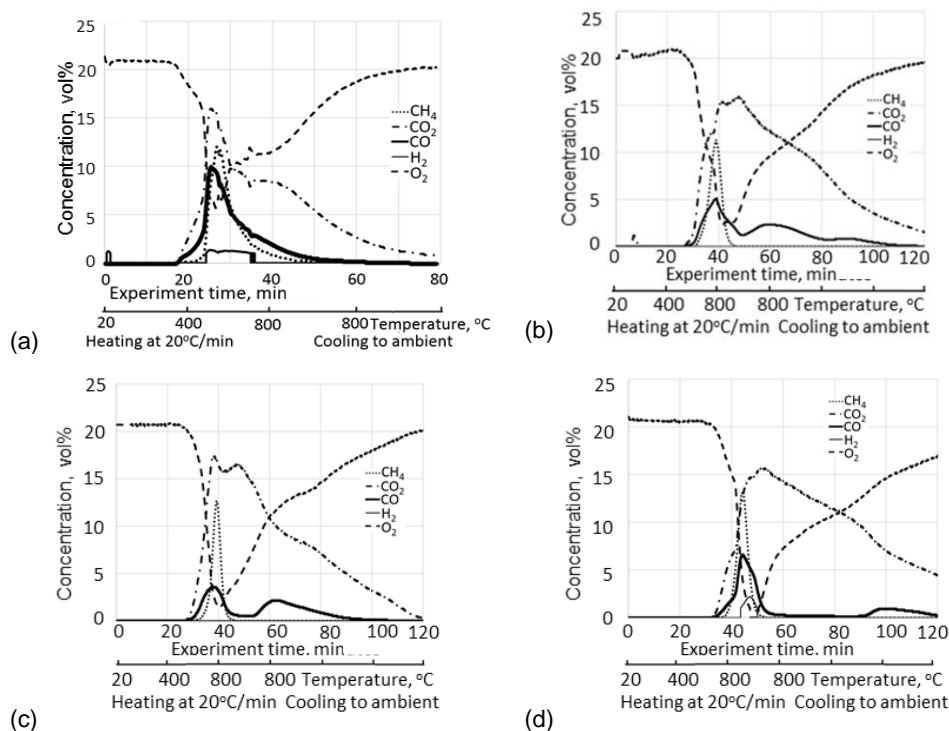 25
20
15
10
5
0
Concentration, vol%
CH4
CO2
CO
H2
O2
0 20 40 60 80
Experiment time, min
20 400 800 800 Temperature, °C
Heating at 20°C/min Cooling to ambient
(a)
25
20
15
10
5
0
Concentration, vol%
CH4
CO2
CO
H2
O2
0 20 40 60 80 100 120
Experiment time, min
20 400 800 800 Temperature, °C
Heating at 20°C/min Cooling to ambient
(b)
25
20
15
10
5
0
Concentration, vol%
CH4
CO2
CO
H2
O2
0 20 40 60 80 100 120
Experiment time, min
20 400 800 800 Temperature, °C
Heating at 20°C/min Cooling to ambient
(c)
25
20
15
10
5
0
Concentration, vol%
CH4
CO2
CO
H2
O2
0 20 40 60 80 100 120
Experiment time, min
20 400 800 800 Temperature, °C
Heating at 20°C/min Cooling to ambient
(d)